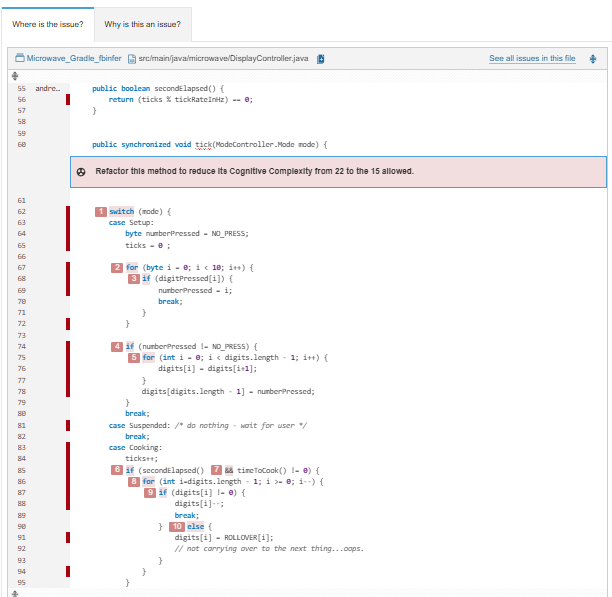 Where is the issue? Why is this an issue?
Microwave_Gradle_fbinfer src/main/java/microwave/DisplayController.java See all issues in this file
55 andre… public boolean secondElapsed() {
56 return (ticks % tickRateInHz) == 0;
57 }
58
59
60 public synchronized void tick(ModeController.Mode mode) {
Refactor this method to reduce its Cognitive Complexity from 22 to the 15 allowed.
61
62 1 switch (mode) {
63 case Setup:
64 byte numberPressed = NO_PRESS;
65 ticks = 0 ;
66
67 2 for (byte i = 0; i < 10; i++) {
68 3 if (digitPressed[i]) {
69 numberPressed = i;
70 break;
71 }
72 }
73
74 4 if (numberPressed != NO_PRESS) {
75 5 for (int i = 0; i < digits.length - 1; i++) {
76 digits[i] = digits[i+1];
77 }
78 digits[digits.length - 1] = numberPressed;
79 }
80 break;
81 case Suspended: /* do nothing - wait for user */
82 break;
83 case Cooking:
84 ticks++;
85 6 if (secondElapsed() 7 && timeToCook() != 0) {
86 8 for (int i=digits.length - 1; i >= 0; i--) {
87 9 if (digits[i] != 0) {
88 digits[i]--;
89 break;
90 } 10 else {
91 digits[i] = ROLLOVER[i];
92 // not carrying over to the next thing...oops.
93 }
94 }
95 }